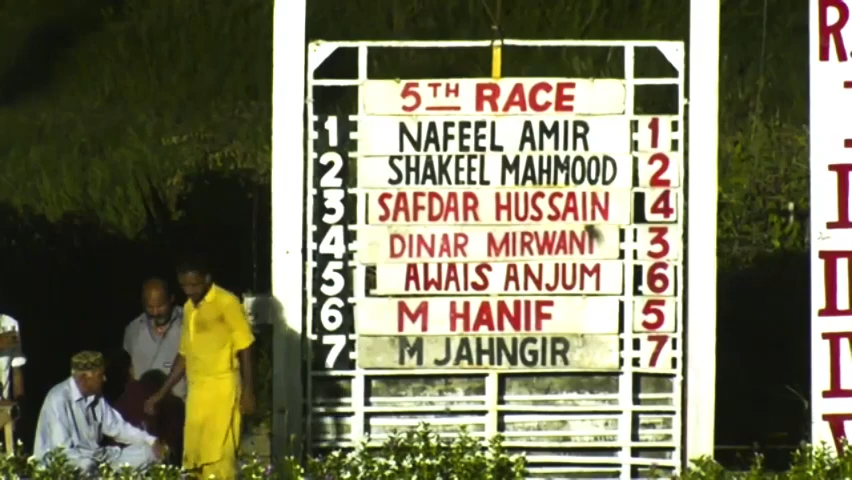 5TH RACE
1 NAFEEL AMIR 1
2 SHAKEEL MAHMOOD 2
3 SAFDAR HUSSAIN 4
4 DINAR MIRWANI 3
5 AWAIS ANJUM 6
6 M HANIF 5
7 M JAHNGIR 7